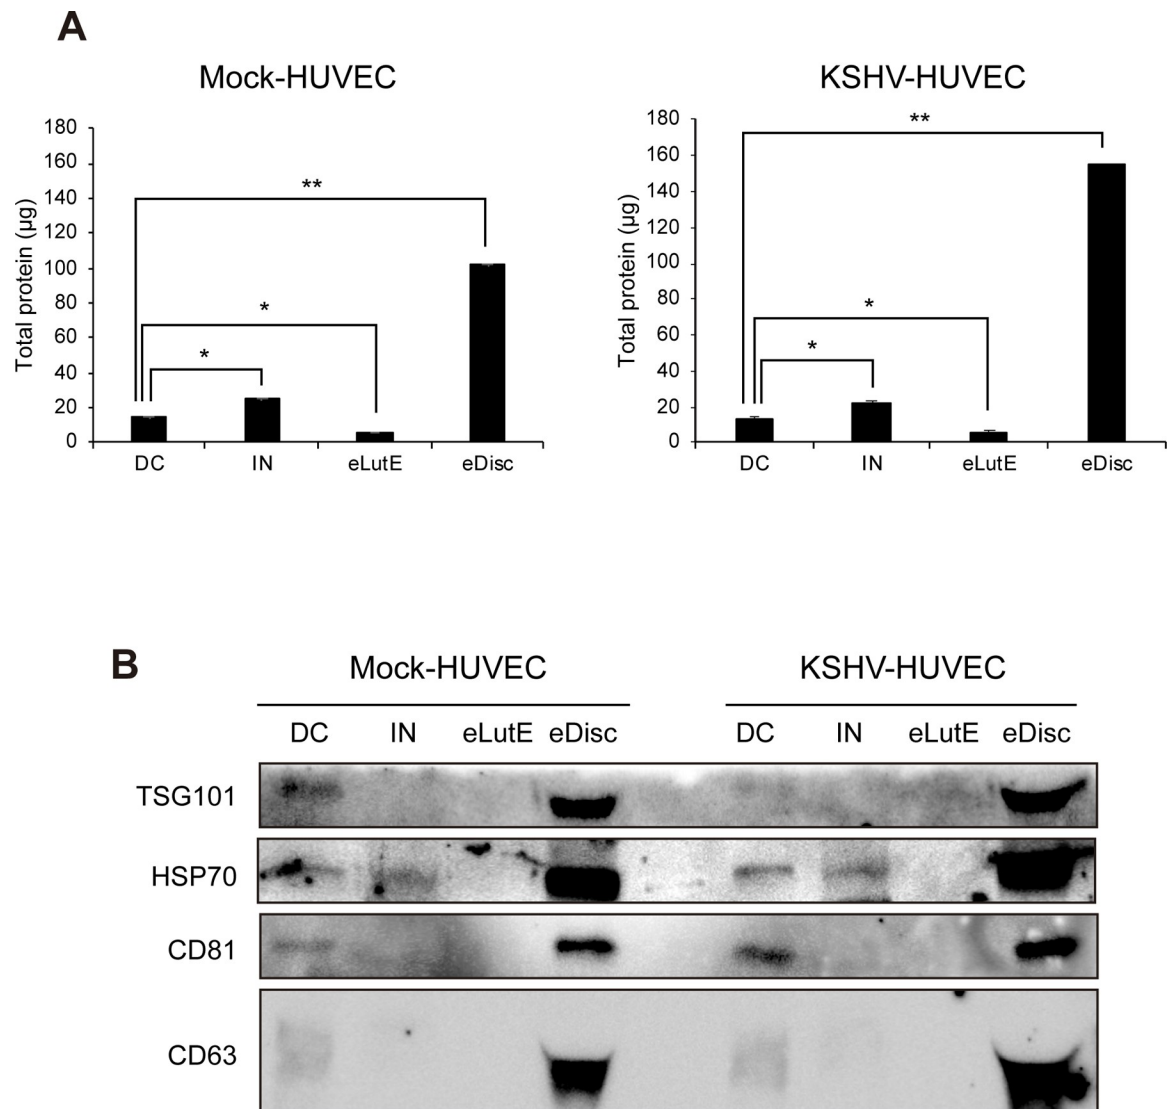 A
Mock-HUVEC
Total protein (µg)
180
160
140
120
100
80
60
40
20
0
**
*
*
DC IN eLutE eDisc
KSHV-HUVEC
Total protein (µg)
180
160
140
120
100
80
60
40
20
0
**
*
*
DC IN eLutE eDisc
B
Mock-HUVEC KSHV-HUVEC
DC IN eLutE eDisc DC IN eLutE eDisc
TSG101
HSP70
CD81
CD63